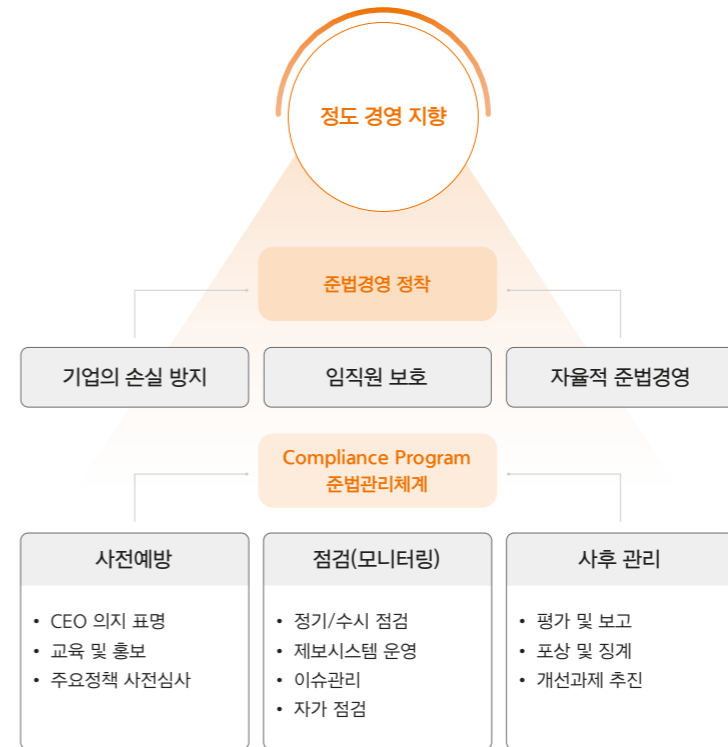 정도 경영 지향
준법경영 정착
기업의 손실 방지
임직원 보호
자율적 준법경영
Compliance Program
준법관리체계
사전예방
• CEO 의지 표명
• 교육 및 홍보
• 주요정책 사전심사
점검(모니터링)
• 정기/수시 점검
• 제보시스템 운영
• 이슈관리
• 자가 점검
사후 관리
• 평가 및 보고
• 포상 및 징계
• 개선과제 추진